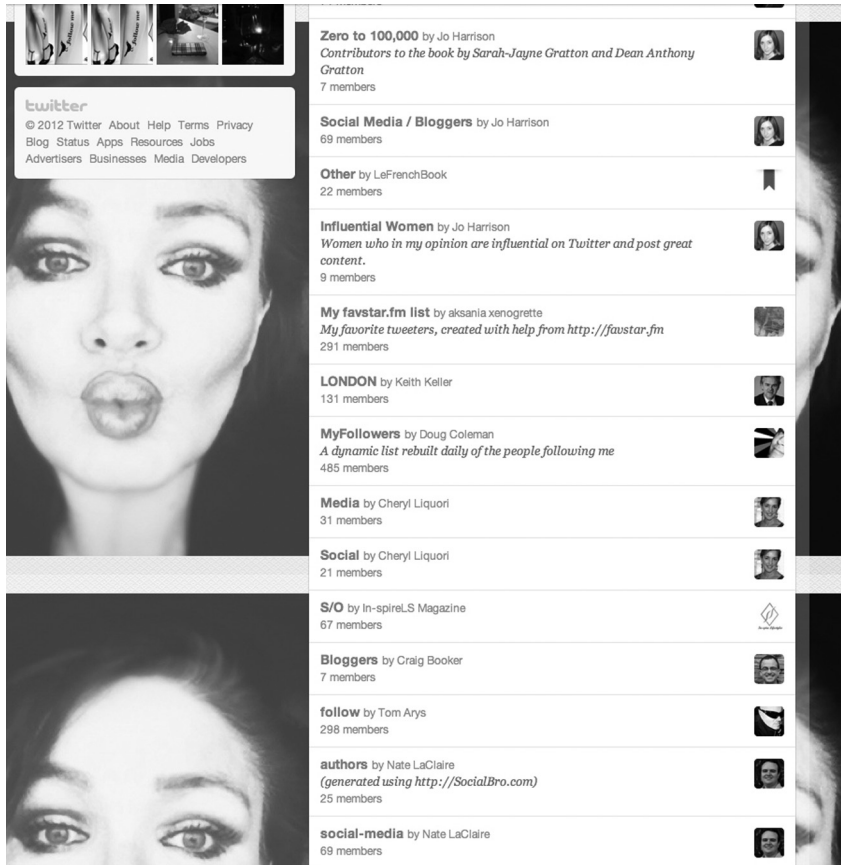 follow me
follow me
twitter
© 2012 Twitter About Help Terms Privacy
Blog Status Apps Resources Jobs
Advertisers Businesses Media Developers
Zero to 100,000 by Jo Harrison
Contributors to the book by Sarah-Jayne Gratton and Dean Anthony
Gratton
7 members
Social Media / Bloggers by Jo Harrison
69 members
Other by LeFrenchBook
22 members
Influential Women by Jo Harrison
Women who in my opinion are influential on Twitter and post great
content.
9 members
My favstar.fm list by aksania xenogrette
My favorite tweeters, created with help from http://favstar.fm
291 members
LONDON by Keith Keller
131 members
MyFollowers by Doug Coleman
A dynamic list rebuilt daily of the people following me
485 members
Media by Cheryl Liquori
31 members
Social by Cheryl Liquori
21 members
S/O by In-spireLS Magazine
67 members
Bloggers by Craig Booker
7 members
follow by Tom Arys
298 members
authors by Nate LaClaire
(generated using http://SocialBro.com)
25 members
social-media by Nate LaClaire
69 members